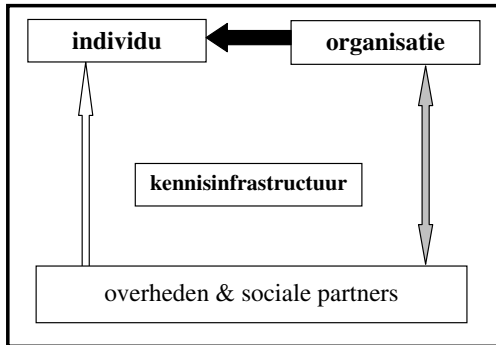 individu
organisatie
kennisinfrastructuur
overheden & sociale partners